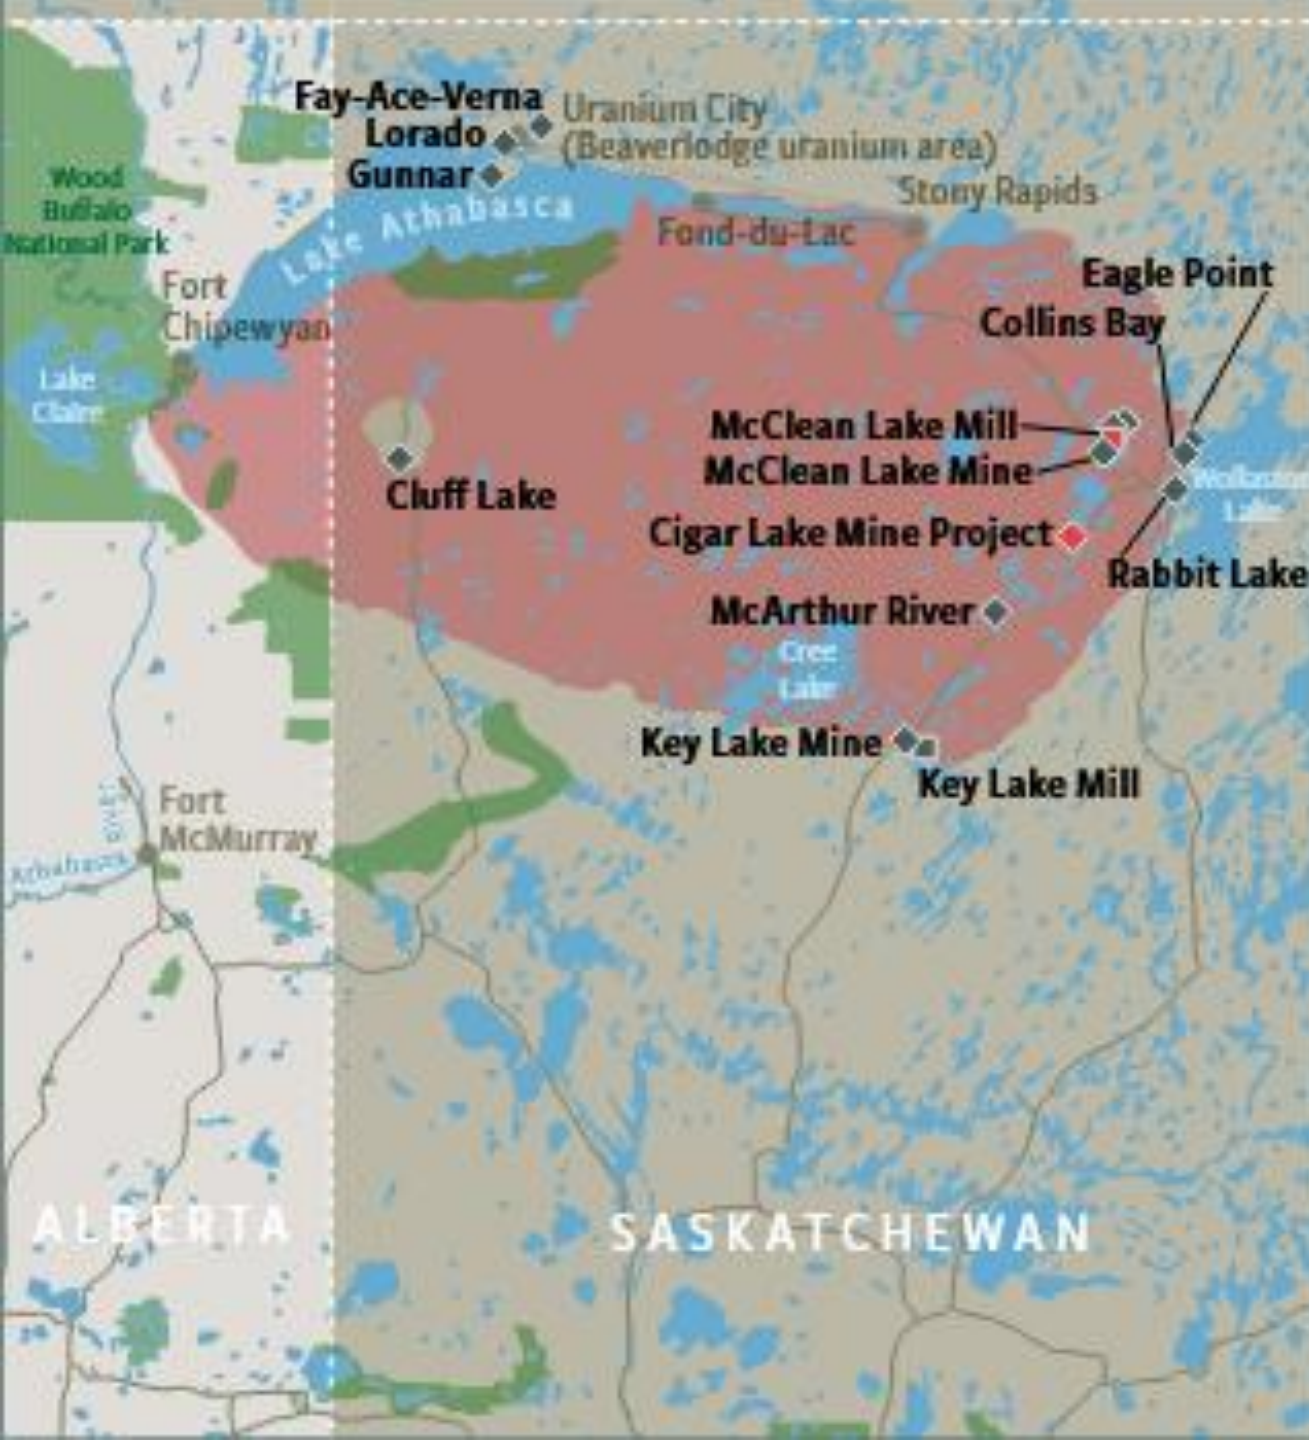 Fay-Ace-Verna
Uranium City
(Beaverlodge uranium area)
Lorado
Gunnar
Wood
Buffalo
National Park
Lake Athabasca
Stony Rapids
Fond-du-Lac
Fort
Chipewyan
Eagle Point
Collins Bay
Lake
Claire
McClean Lake Mill
McClean Lake Mine
Cluff Lake
Wollaston
Lake
Cigar Lake Mine Project
Rabbit Lake
McArthur River
Cree
Lake
Key Lake Mine
Key Lake Mill
Fort
McMurray
Athabasca River
ALBERTA
SASKATCHEWAN